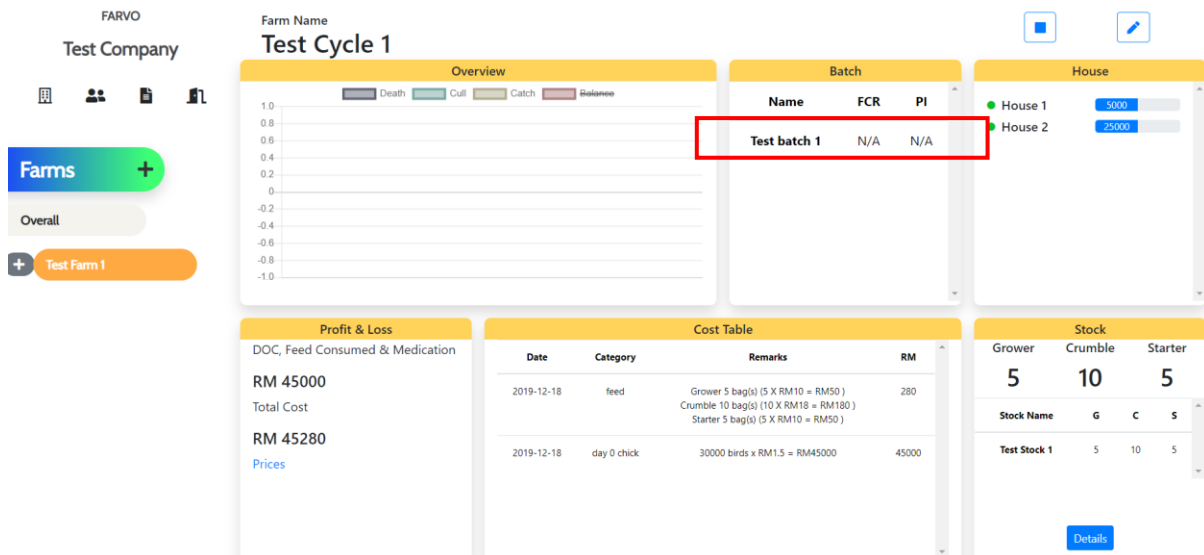 FARVO
Test Company
Farms +
Overall
+ Test Farm 1
Farm Name
Test Cycle 1
Overview
Death Cull Catch Balance
1.0
0.8
0.6
0.4
0.2
0
-0.2
-0.4
-0.6
-0.8
-1.0
Batch
Name FCR PI
Test batch 1 N/A N/A
House
House 1 5000
House 2 25000
Profit & Loss
DOC, Feed Consumed & Medication
RM 45000
Total Cost
RM 45280
Prices
Cost Table
Date Category Remarks RM
2019-12-18 feed Grower 5 bag(s) (5 X RM10 = RM50 ) 280
Crumble 10 bag(s) (10 X RM18 = RM180 )
Starter 5 bag(s) (5 X RM10 = RM50 )
2019-12-18 day 0 chick 30000 birds x RM1.5 = RM45000 45000
Stock
Grower Crumble Starter
5 10 5
Stock Name G C S
Test Stock 1 5 10 5
Details